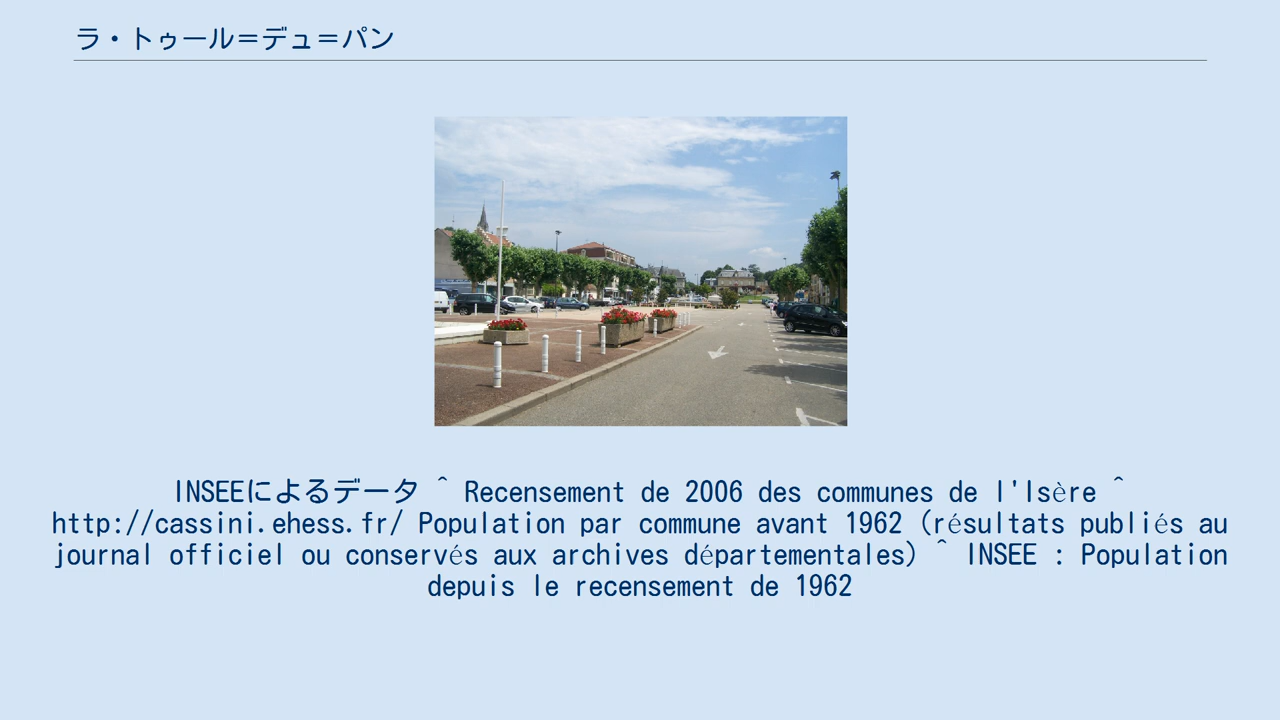 ラ・トゥール＝デュ＝パン
INSEEによるデータ ^ Recensement de 2006 des communes de l'Isère ^
http://cassini.ehess.fr/ Population par commune avant 1962 (résultats publiés au
journal officiel ou conservés aux archives départementales) ^ INSEE : Population
depuis le recensement de 1962